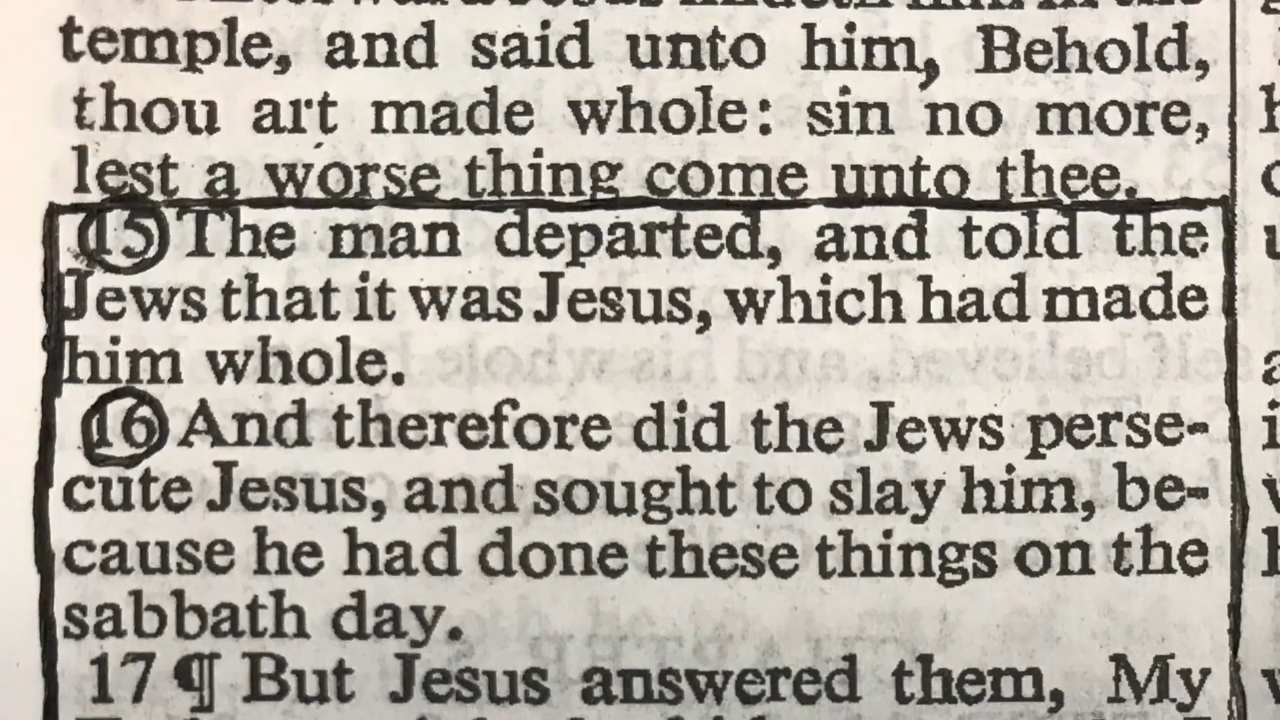 temple, and said unto him, Behold,
thou art made whole: sin no more,
lest a worse thing come unto thee.
15 The man departed, and told the
Jews that it was Jesus, which had made
him whole.
16 And therefore did the Jews perse-
cute Jesus, and sought to slay him, be-
cause he had done these things on the
sabbath day.
17 ¶ But Jesus answered them, My